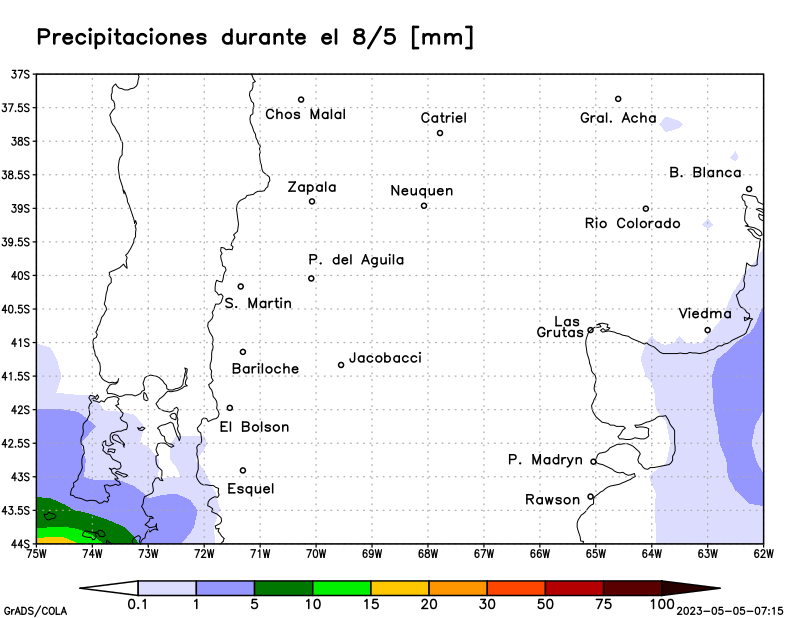 Precipitaciones durante el 8/5 [mm]
37S
37.5S
38S
38.5S
39S
39.5S
40S
40.5S
41S
41.5S
42S
42.5S
43S
43.5S
44S
Chos Malal
Catriel
Gral. Acha
B. Blanca
Zapala
Neuquen
Rio Colorado
P. del Aguila
S. Martin
Viedma
Las
Grutas
Bariloche
Jacobacci
El Bolson
P. Madryn
Esquel
Rawson
75W 74W 73W 72W 71W 70W 69W 68W 67W 66W 65W 64W 63W 62W
0.1 1 5 10 15 20 30 50 75 100
GrADS/COLA
2023-05-05-07:15